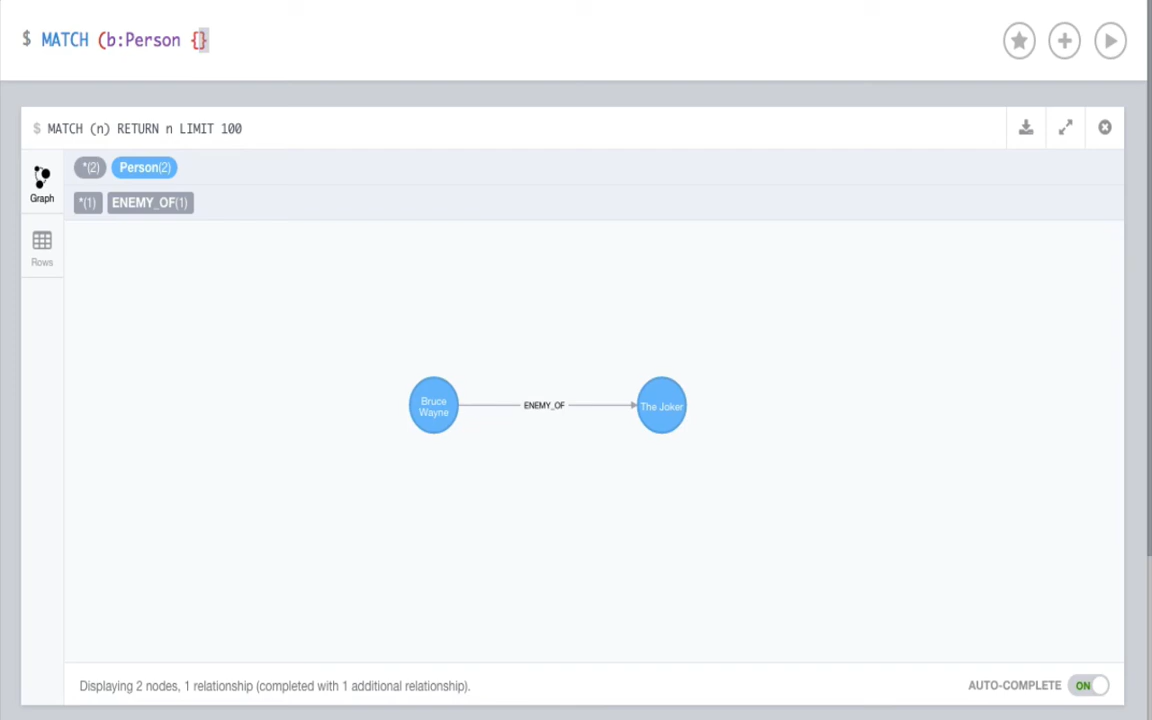 $ MATCH (b:Person {}
$ MATCH (n) RETURN n LIMIT 100
*(2) Person(2)
Graph
*(1) ENEMY_OF(1)
Rows
Bruce
Wayne
ENEMY_OF
The Joker
Displaying 2 nodes, 1 relationship (completed with 1 additional relationship).
AUTO-COMPLETE ON